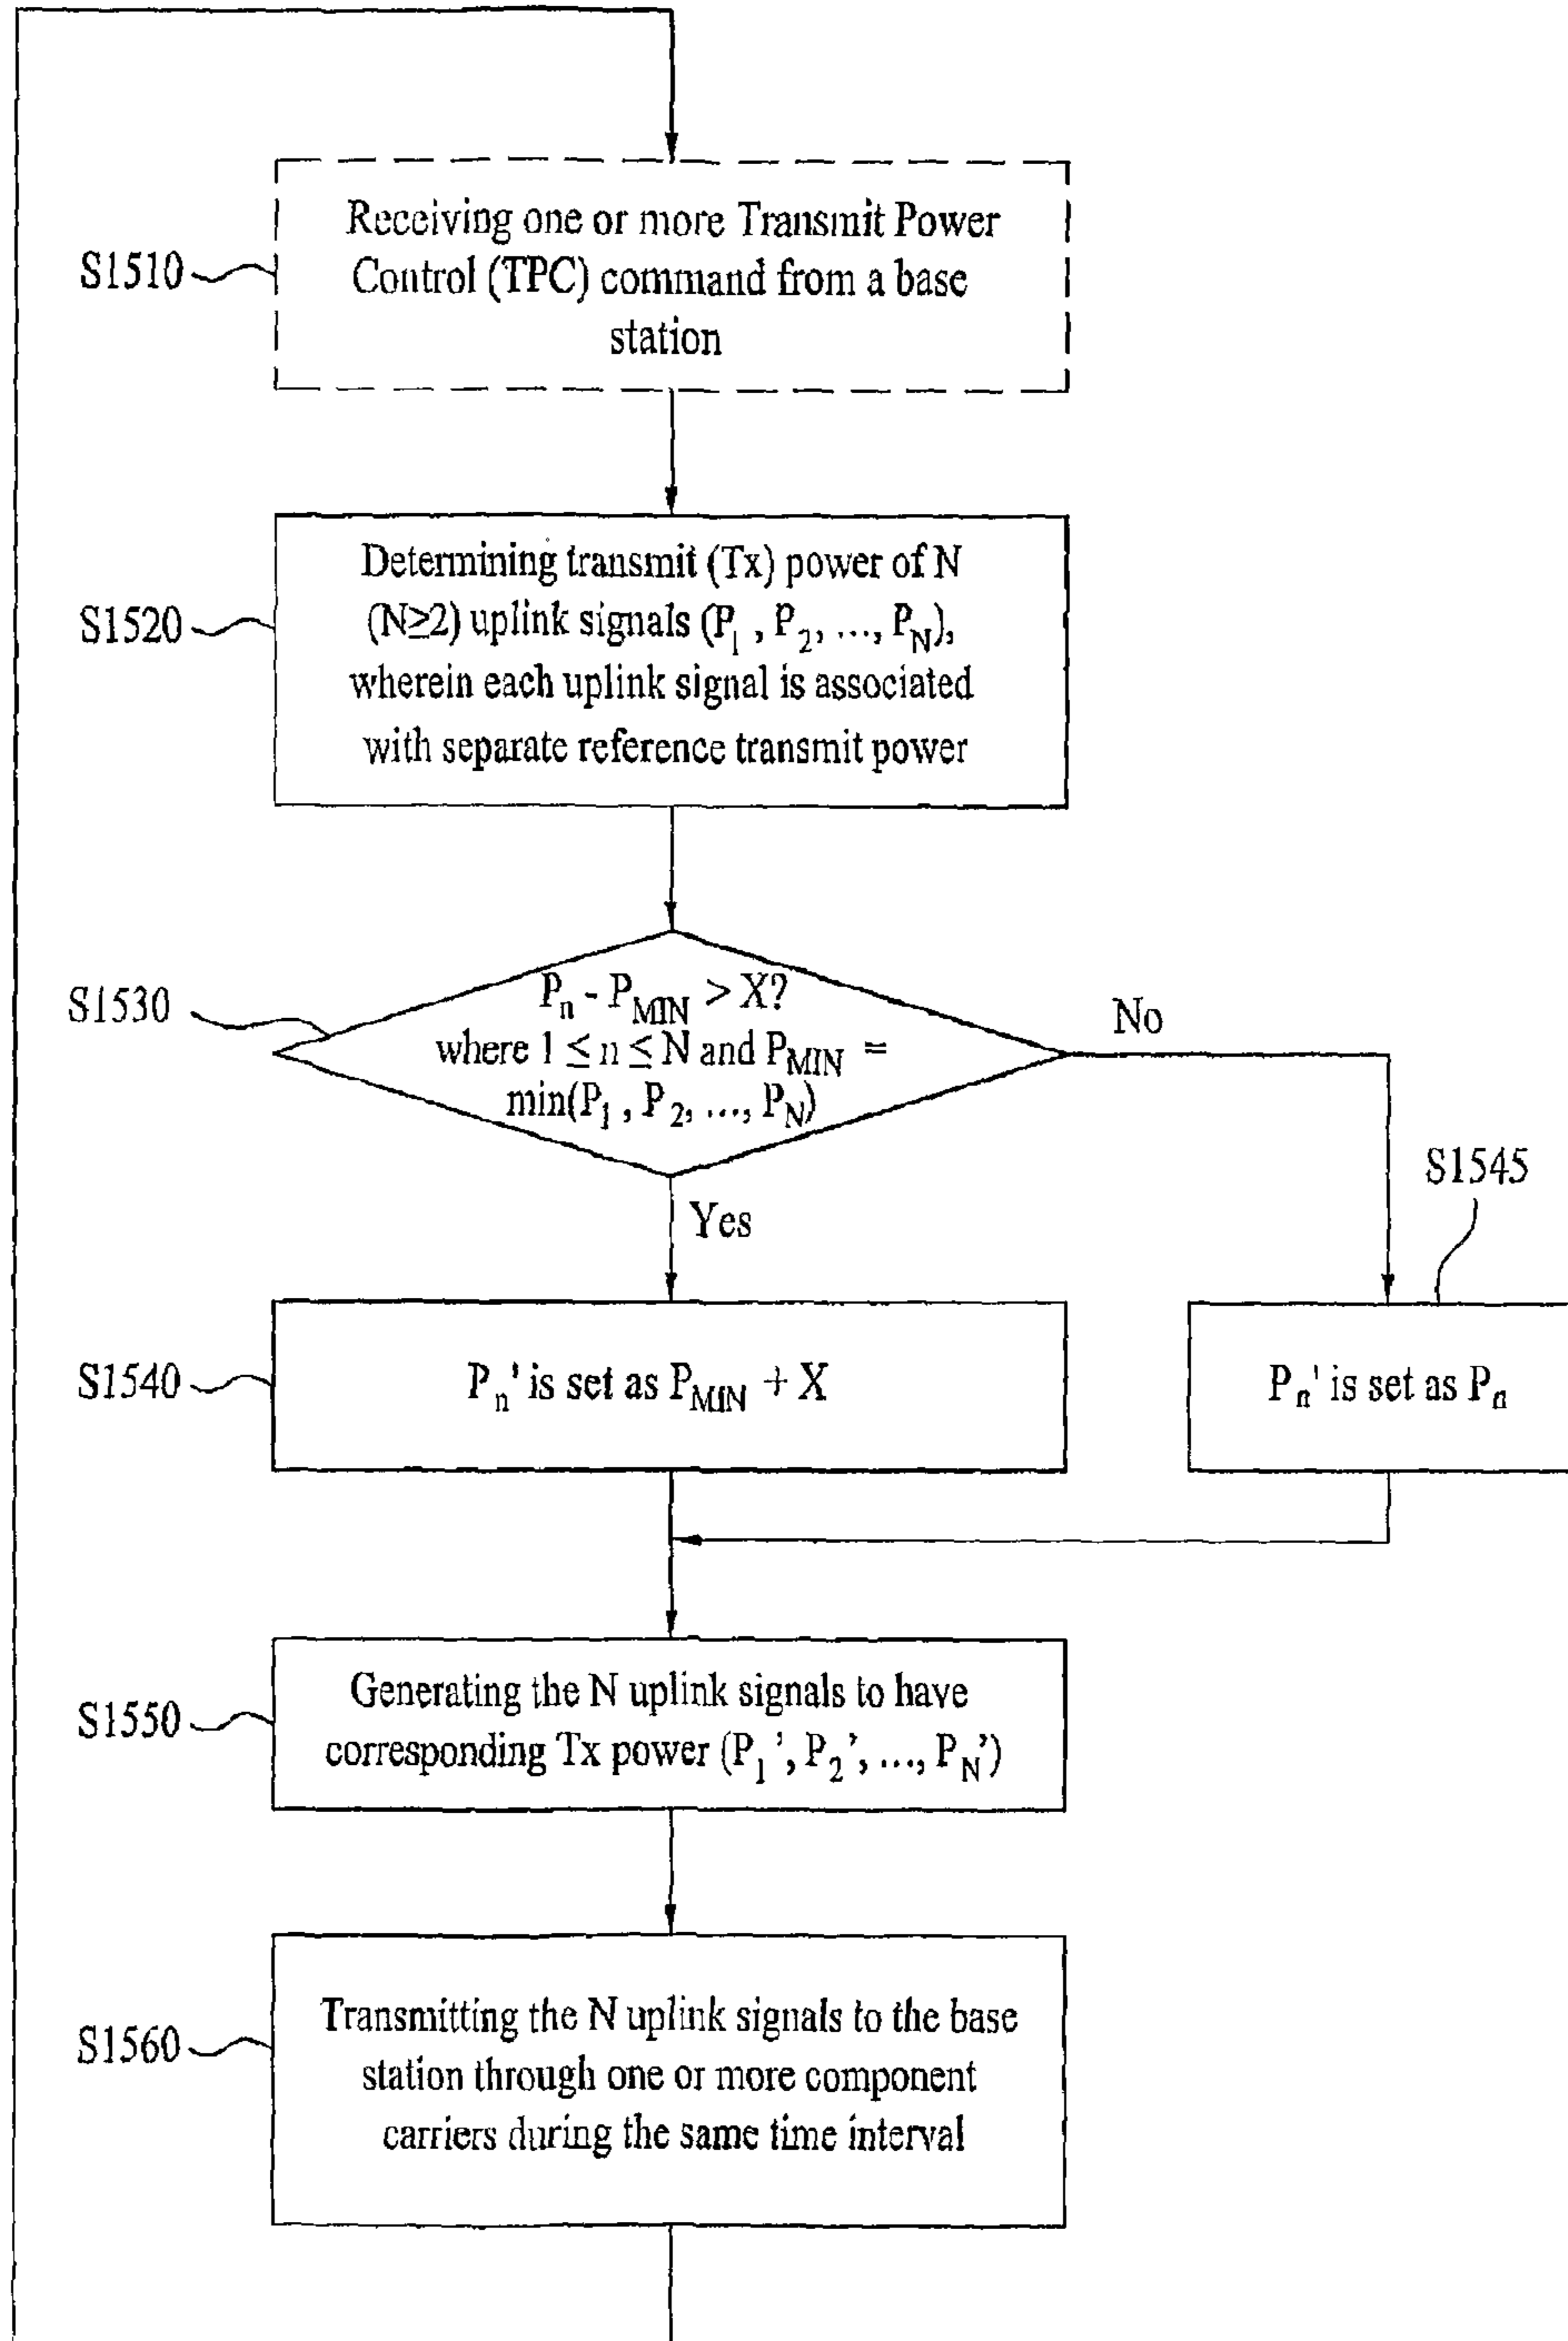 S1510
Receiving one or more Transmit Power
Control (TPC) command from a base
station
S1520
Determining transmit (Tx) power of N
(N≥2) uplink signals (P1 , P2, ..., PN),
wherein each uplink signal is associated
with separate reference transmit power
S1530
Pn - PMIN > X?
where 1 ≤ n ≤ N and PMIN =
min(P1 , P2, ..., PN)
No
Yes
S1545
S1540
Pn' is set as PMIN + X
Pn' is set as Pn
S1550
Generating the N uplink signals to have
corresponding Tx power (P1', P2', ..., PN')
S1560
Transmitting the N uplink signals to the base
station through one or more component
carriers during the same time interval